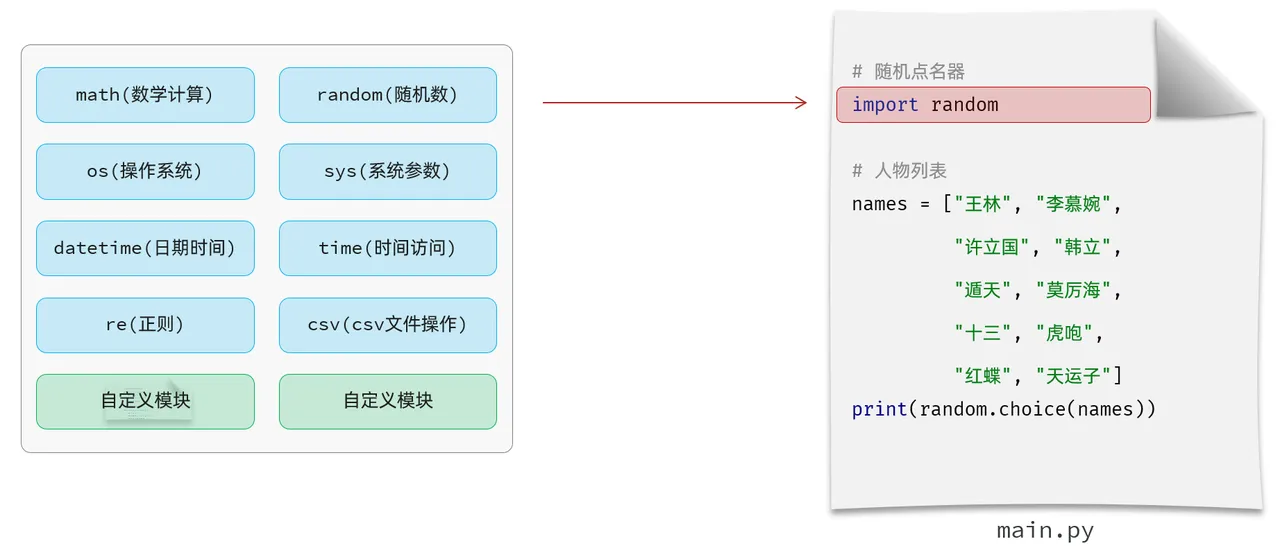 math(数学计算)
random(随机数)
os(操作系统)
sys(系统参数)
datetime(日期时间)
time(时间访问)
re(正则)
csv(csv文件操作)
自定义模块
自定义模块
# 随机点名器
import random
# 人物列表
names = ["王林", "李慕婉",
"许立国", "韩立",
"遁天", "莫厉海",
"十三", "虎咆",
"红蝶", "天运子"]
print(random.choice(names))
main.py